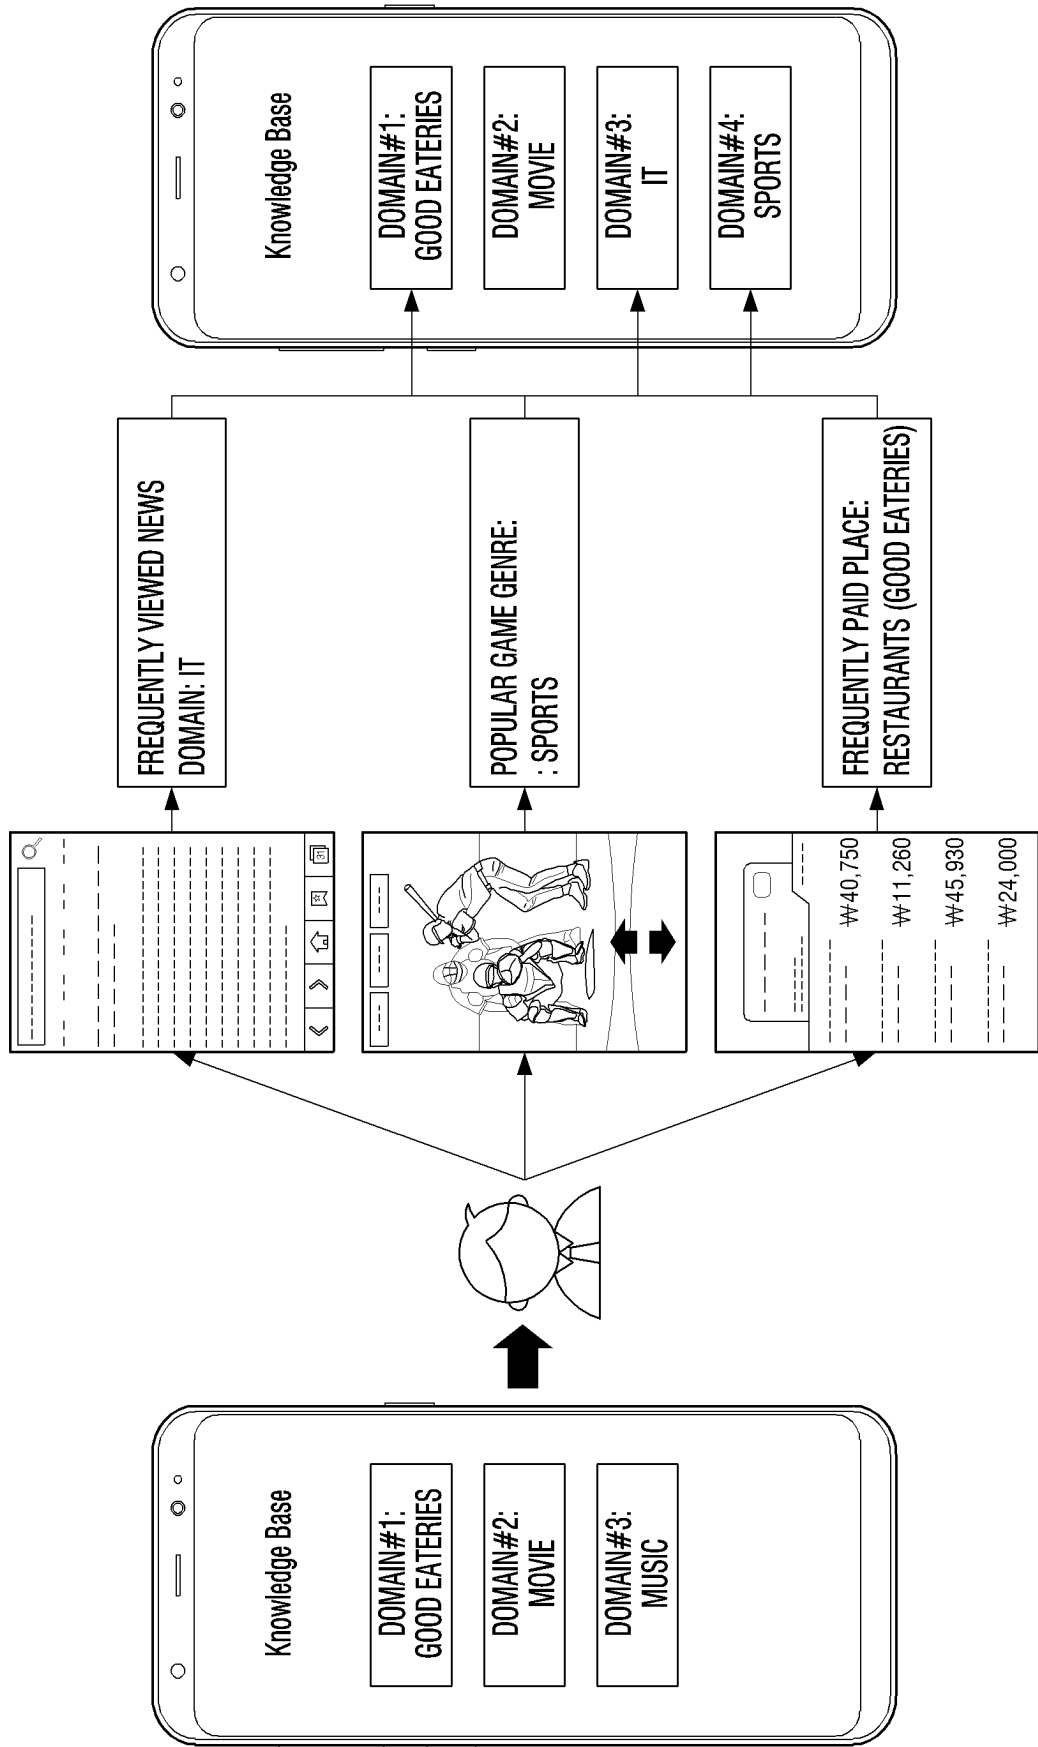 Knowledge Base
DOMAIN#1:
GOOD EATERIES
DOMAIN#2:
MOVIE
DOMAIN#3:
MUSIC
31
₩40,750
₩11,260
₩45,930
₩24,000
FREQUENTLY VIEWED NEWS
DOMAIN: IT
POPULAR GAME GENRE:
: SPORTS
FREQUENTLY PAID PLACE:
RESTAURANTS (GOOD EATERIES)
Knowledge Base
DOMAIN#1:
GOOD EATERIES
DOMAIN#2:
MOVIE
DOMAIN#3:
IT
DOMAIN#4:
SPORTS